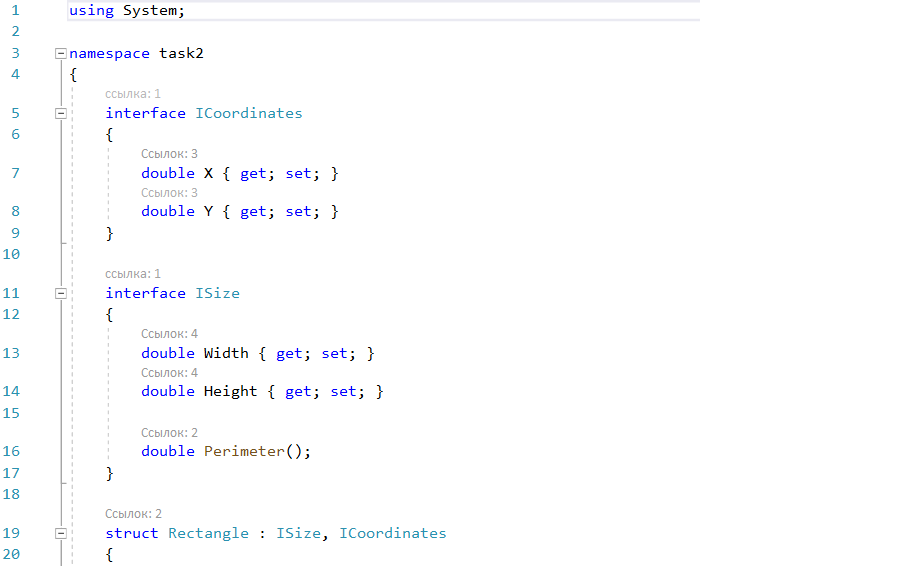 1 using System;
2
3 namespace task2
4 {
ссылка: 1
5 interface ICoordinates
6 {
Ссылок: 3
7 double X { get; set; }
Ссылок: 3
8 double Y { get; set; }
9 }
10
ссылка: 1
11 interface ISize
12 {
Ссылок: 4
13 double Width { get; set; }
Ссылок: 4
14 double Height { get; set; }
15
Ссылок: 2
16 double Perimeter();
17 }
18
Ссылок: 2
19 struct Rectangle : ISize, ICoordinates
20 {